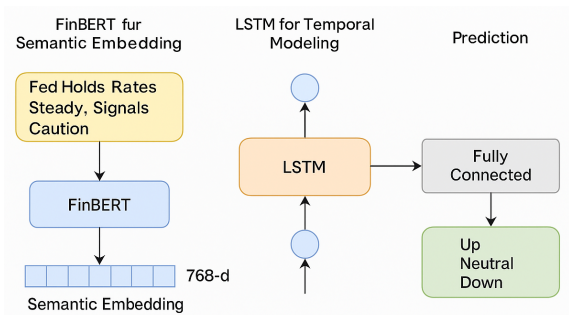 FinBERT fur
Semantic Embedding
Fed Holds Rates
Steady, Signals
Caution
FinBERT
768-d
Semantic Embedding
LSTM for Temporal
Modeling
LSTM
Prediction
Fully
Connected
Up
Neutral
Down